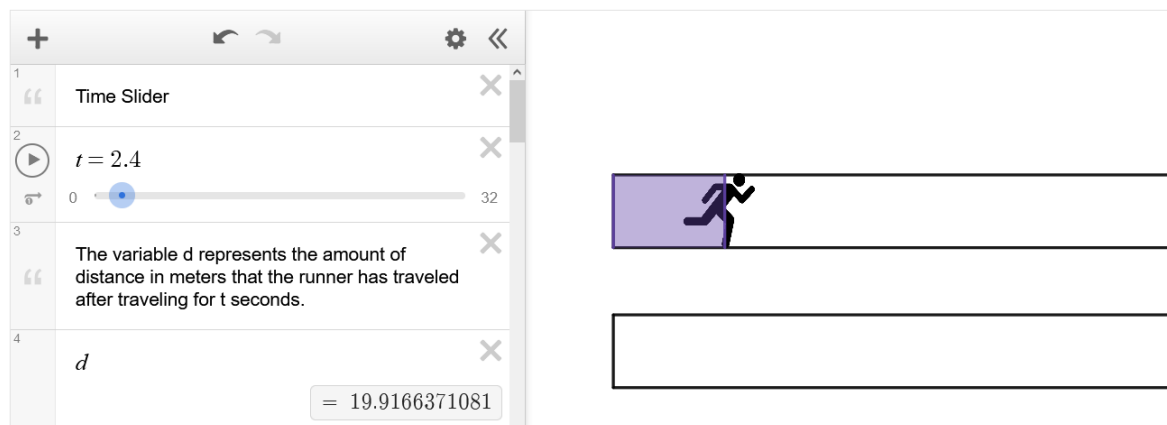 1
Time Slider
2
t = 2.4
0
32
3
The variable d represents the amount of
distance in meters that the runner has traveled
after traveling for t seconds.
4
d
= 19.9166371081